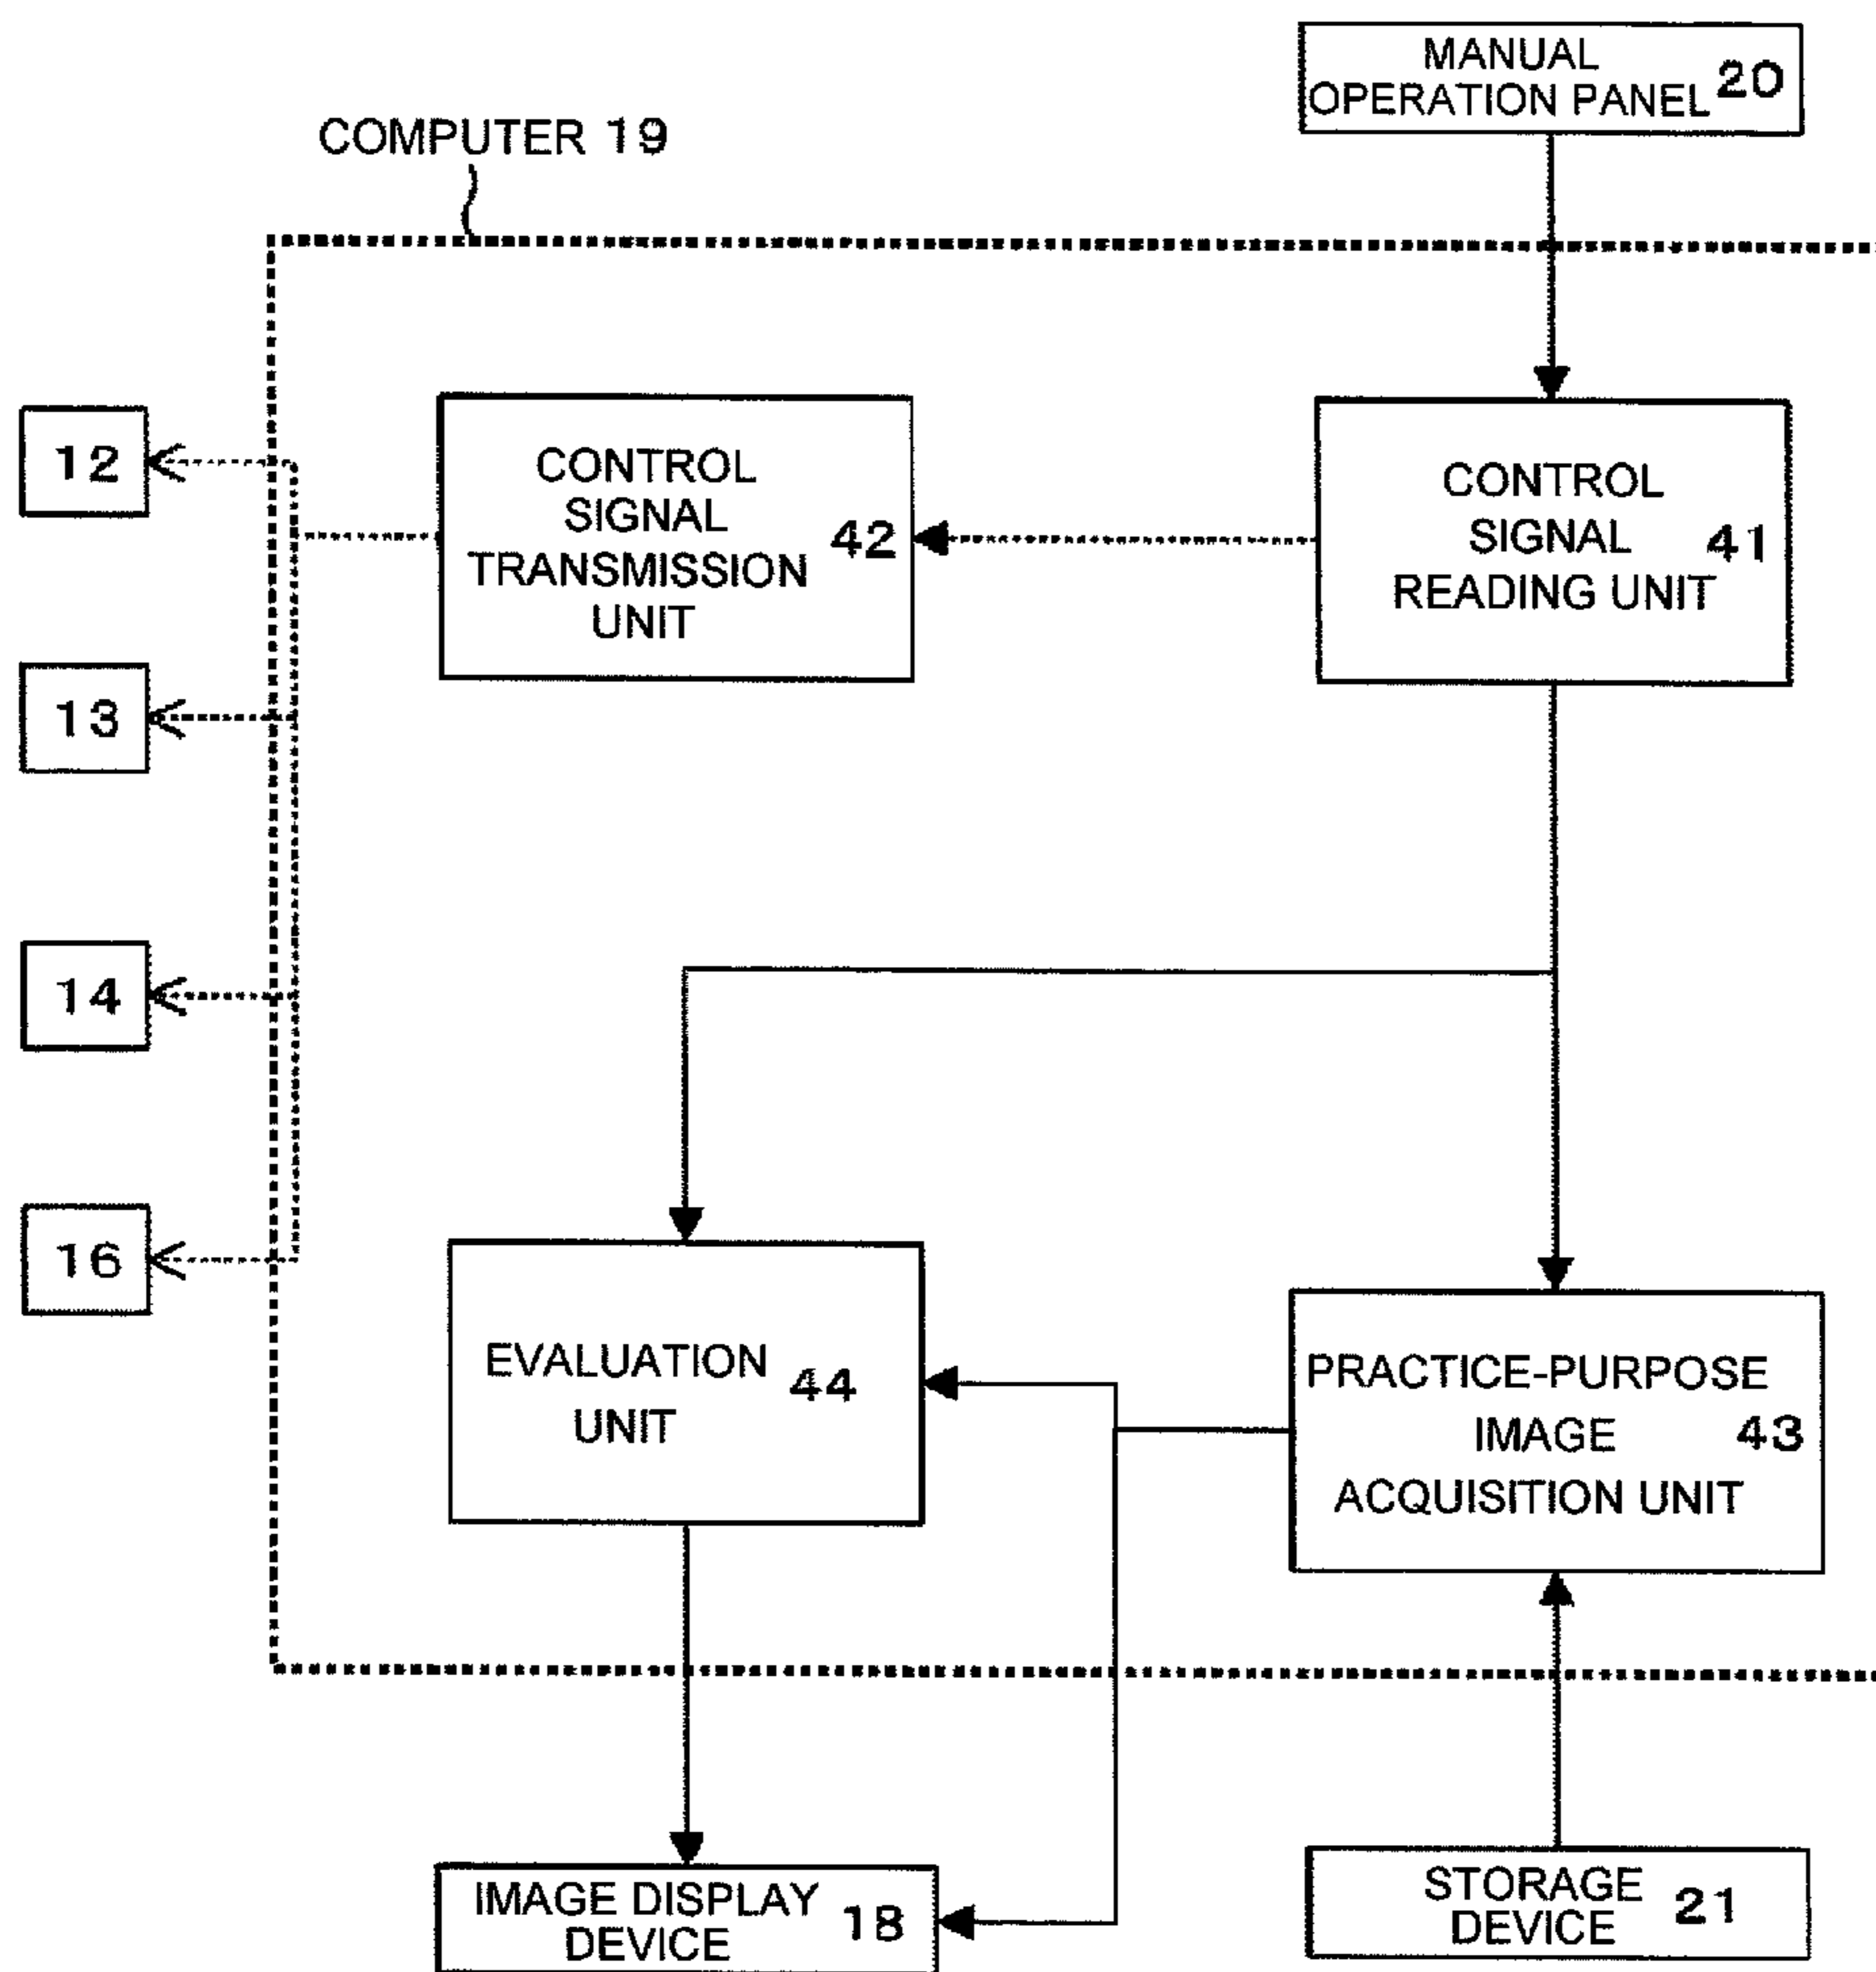 MANUAL
OPERATION PANEL 20
COMPUTER 19
12
CONTROL
SIGNAL
TRANSMISSION
UNIT
42
CONTROL
SIGNAL
READING UNIT
41
13
14
16
EVALUATION
UNIT
44
PRACTICE-PURPOSE
IMAGE
ACQUISITION UNIT
43
IMAGE DISPLAY
DEVICE
18
STORAGE
DEVICE
21